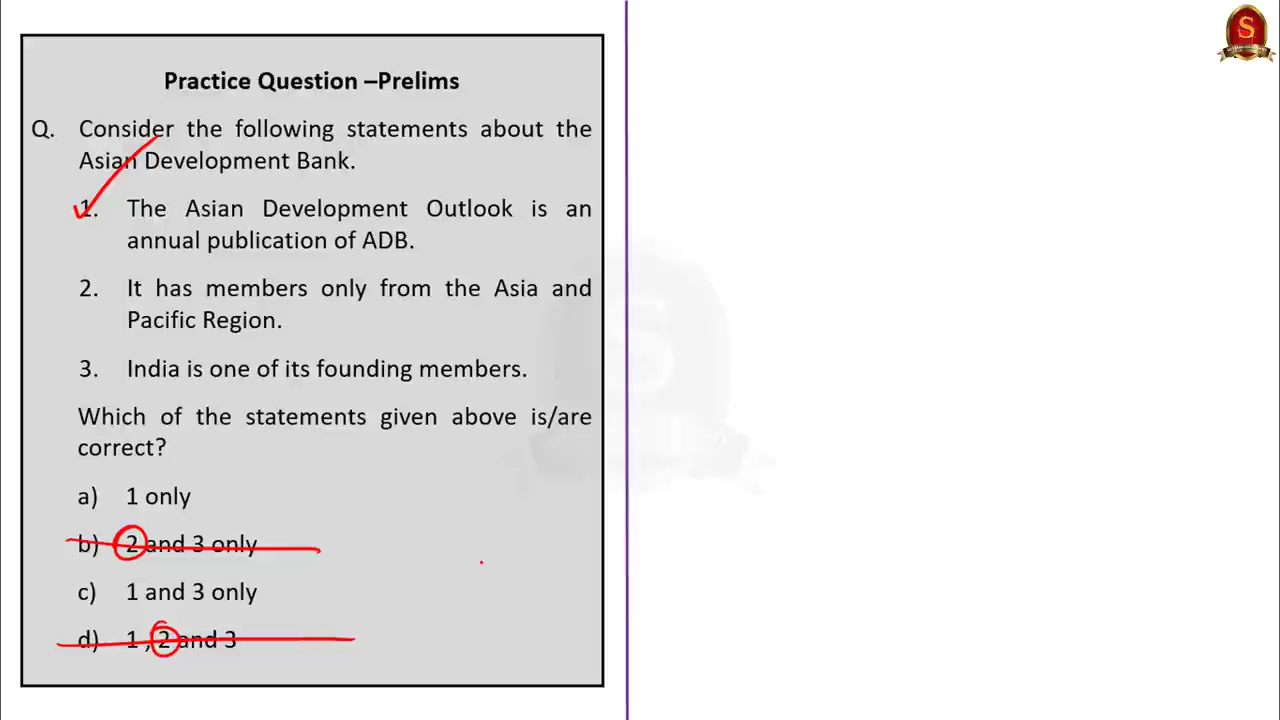 Practice Question –Prelims
Q. Consider the following statements about the
Asian Development Bank.
1. The Asian Development Outlook is an
annual publication of ADB.
2. It has members only from the Asia and
Pacific Region.
3. India is one of its founding members.
Which of the statements given above is/are
correct?
a) 1 only
b) 2 and 3 only
c) 1 and 3 only
d) 1 , 2 and 3
S
S